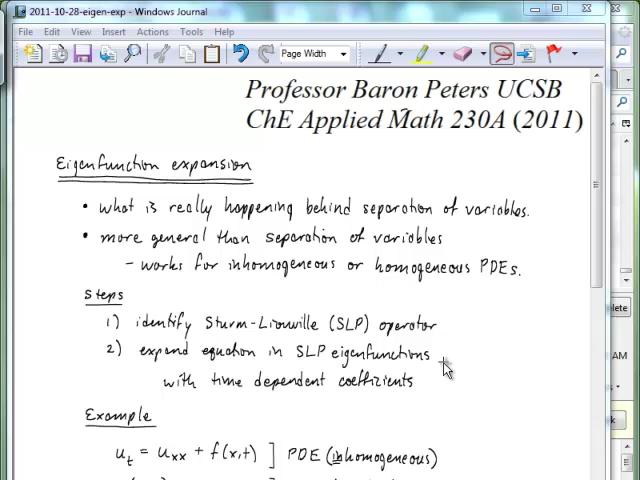 2011-10-28-eigen-exp - Windows Journal
File Edit View Insert Actions Tools Help
Page Width
Professor Baron Peters UCSB
ChE Applied Math 230A (2011)
Eigenfunction expansion
• what is really happening behind separation of variables.
• more general than separation of variables
- works for inhomogeneous or homogeneous PDEs.
Steps
1) identify Sturm-Liouville (SLP) operator
2) expand equation in SLP eigenfunctions
with time dependent coefficients
Example
u_t = u_xx + f(x,t) ] PDE (inhomogeneous)
elete
AM
k